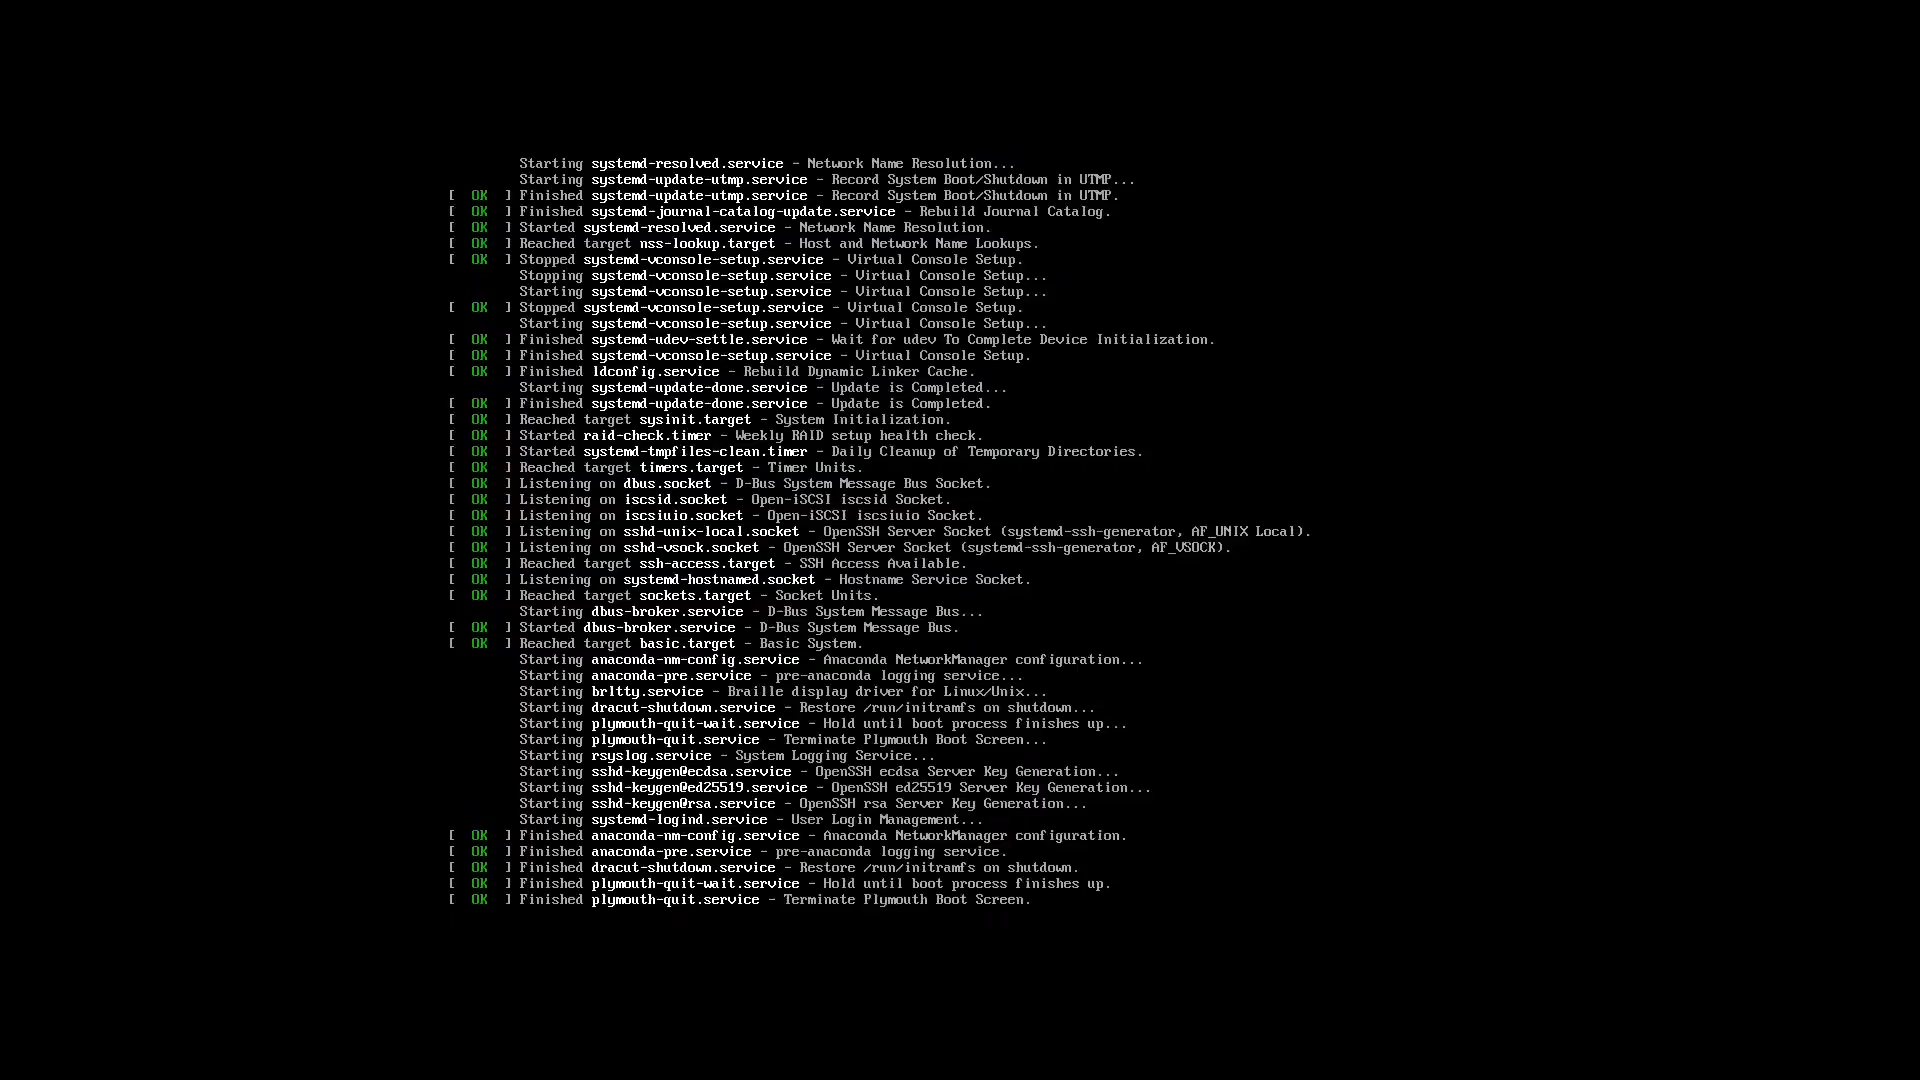 Starting systemd-resolved.service - Network Name Resolution...
Starting systemd-update-utmp.service - Record System Boot/Shutdown in UTMP...
[  OK  ] Finished systemd-update-utmp.service - Record System Boot/Shutdown in UTMP.
[  OK  ] Finished systemd-journal-catalog-update.service - Rebuild Journal Catalog.
[  OK  ] Started systemd-resolved.service - Network Name Resolution.
[  OK  ] Reached target nss-lookup.target - Host and Network Name Lookups.
[  OK  ] Stopped systemd-vconsole-setup.service - Virtual Console Setup.
Stopping systemd-vconsole-setup.service - Virtual Console Setup...
Starting systemd-vconsole-setup.service - Virtual Console Setup...
[  OK  ] Stopped systemd-vconsole-setup.service - Virtual Console Setup.
Starting systemd-vconsole-setup.service - Virtual Console Setup...
[  OK  ] Finished systemd-udev-settle.service - Wait for udev To Complete Device Initialization.
[  OK  ] Finished systemd-vconsole-setup.service - Virtual Console Setup.
[  OK  ] Finished ldconfig.service - Rebuild Dynamic Linker Cache.
Starting systemd-update-done.service - Update is Completed...
[  OK  ] Finished systemd-update-done.service - Update is Completed.
[  OK  ] Reached target sysinit.target - System Initialization.
[  OK  ] Started raid-check.timer - Weekly RAID setup health check.
[  OK  ] Started systemd-tmpfiles-clean.timer - Daily Cleanup of Temporary Directories.
[  OK  ] Reached target timers.target - Timer Units.
[  OK  ] Listening on dbus.socket - D-Bus System Message Bus Socket.
[  OK  ] Listening on iscsid.socket - Open-iSCSI iscsid Socket.
[  OK  ] Listening on iscsiuio.socket - Open-iSCSI iscsiuio Socket.
[  OK  ] Listening on sshd-unix-local.socket - OpenSSH Server Socket (systemd-ssh-generator, AF_UNIX Local).
[  OK  ] Listening on sshd-vsock.socket - OpenSSH Server Socket (systemd-ssh-generator, AF_VSOCK).
[  OK  ] Reached target ssh-access.target - SSH Access Available.
[  OK  ] Listening on systemd-hostnamed.socket - Hostname Service Socket.
[  OK  ] Reached target sockets.target - Socket Units.
Starting dbus-broker.service - D-Bus System Message Bus...
[  OK  ] Started dbus-broker.service - D-Bus System Message Bus.
[  OK  ] Reached target basic.target - Basic System.
Starting anaconda-nm-config.service - Anaconda NetworkManager configuration...
Starting anaconda-pre.service - pre-anaconda logging service...
Starting brltty.service - Braille display driver for Linux/Unix...
Starting dracut-shutdown.service - Restore /run/initramfs on shutdown...
Starting plymouth-quit-wait.service - Hold until boot process finishes up...
Starting plymouth-quit.service - Terminate Plymouth Boot Screen...
Starting rsyslog.service - System Logging Service...
Starting sshd-keygen@ecdsa.service - OpenSSH ecdsa Server Key Generation...
Starting sshd-keygen@ed25519.service - OpenSSH ed25519 Server Key Generation...
Starting sshd-keygen@rsa.service - OpenSSH rsa Server Key Generation...
Starting systemd-logind.service - User Login Management...
[  OK  ] Finished anaconda-nm-config.service - Anaconda NetworkManager configuration.
[  OK  ] Finished anaconda-pre.service - pre-anaconda logging service.
[  OK  ] Finished dracut-shutdown.service - Restore /run/initramfs on shutdown.
[  OK  ] Finished plymouth-quit-wait.service - Hold until boot process finishes up.
[  OK  ] Finished plymouth-quit.service - Terminate Plymouth Boot Screen.